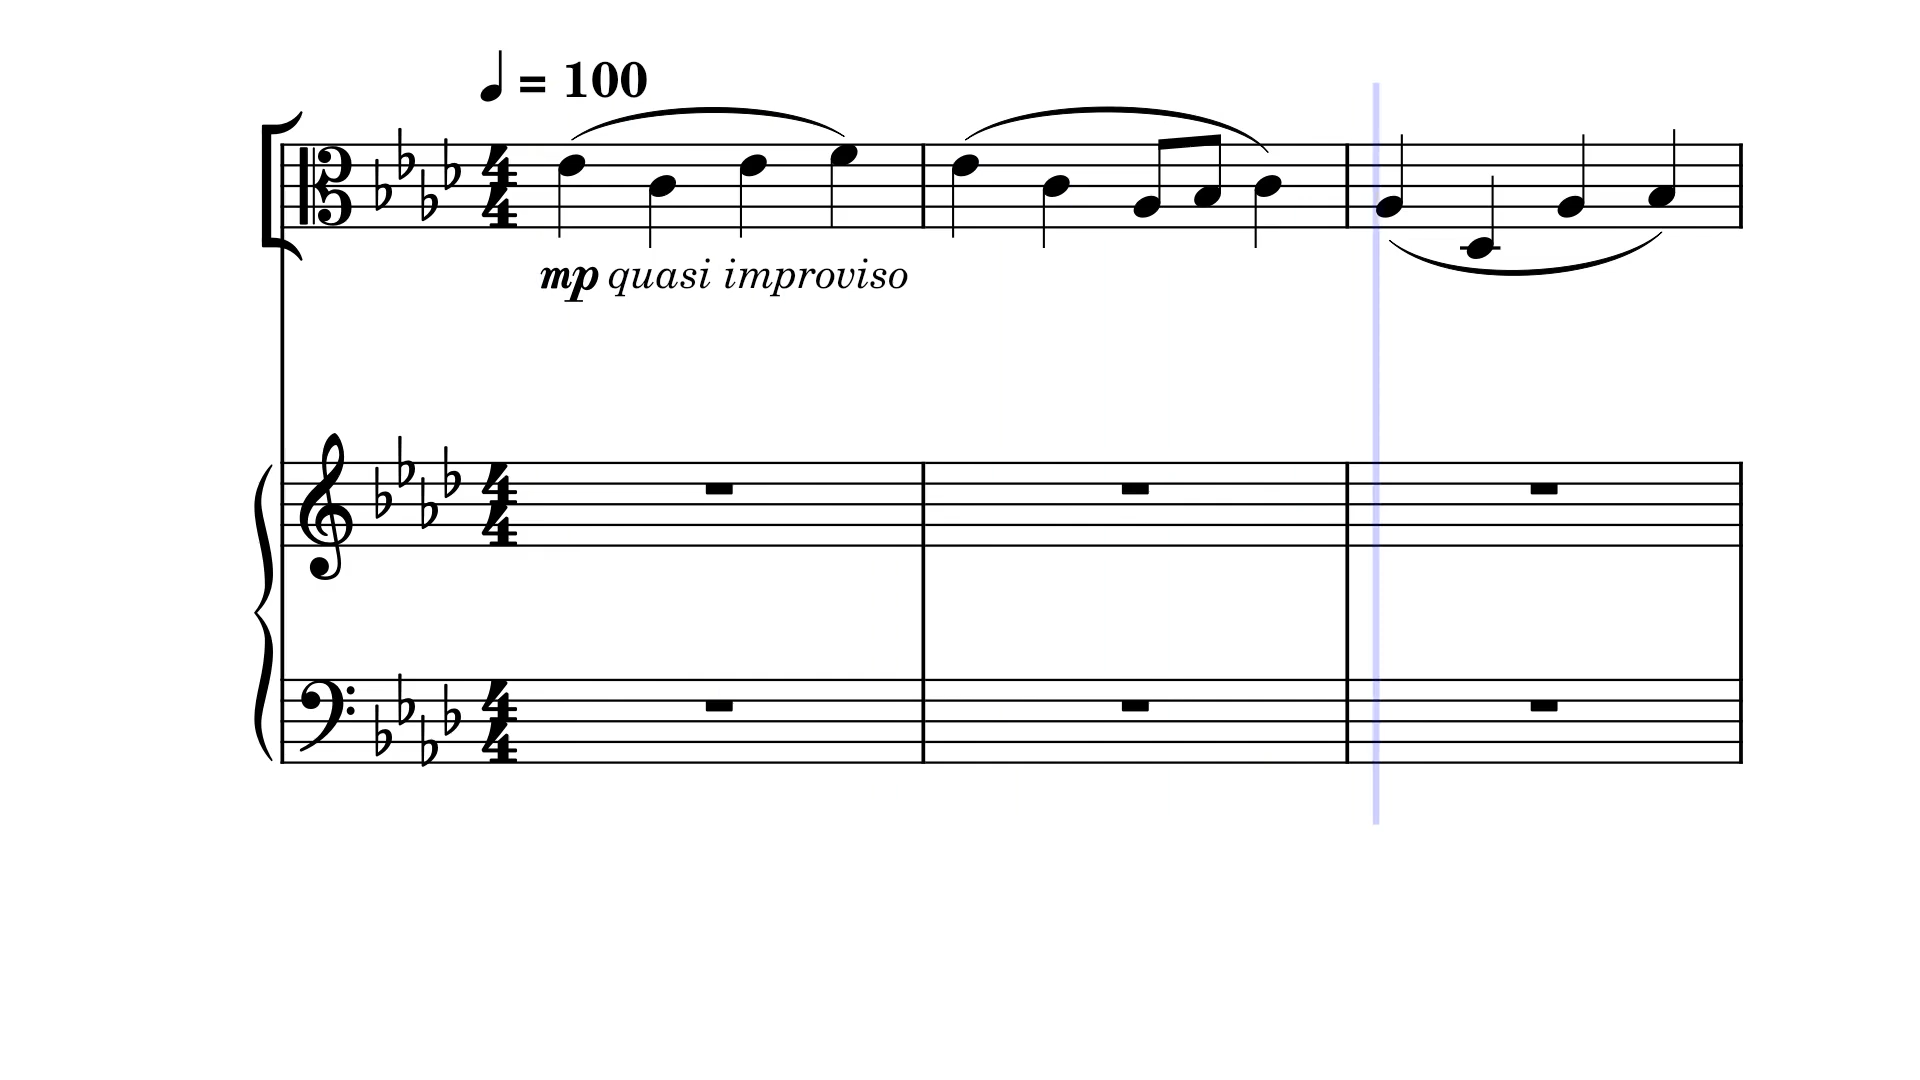 ♩ = 100
mp quasi improviso